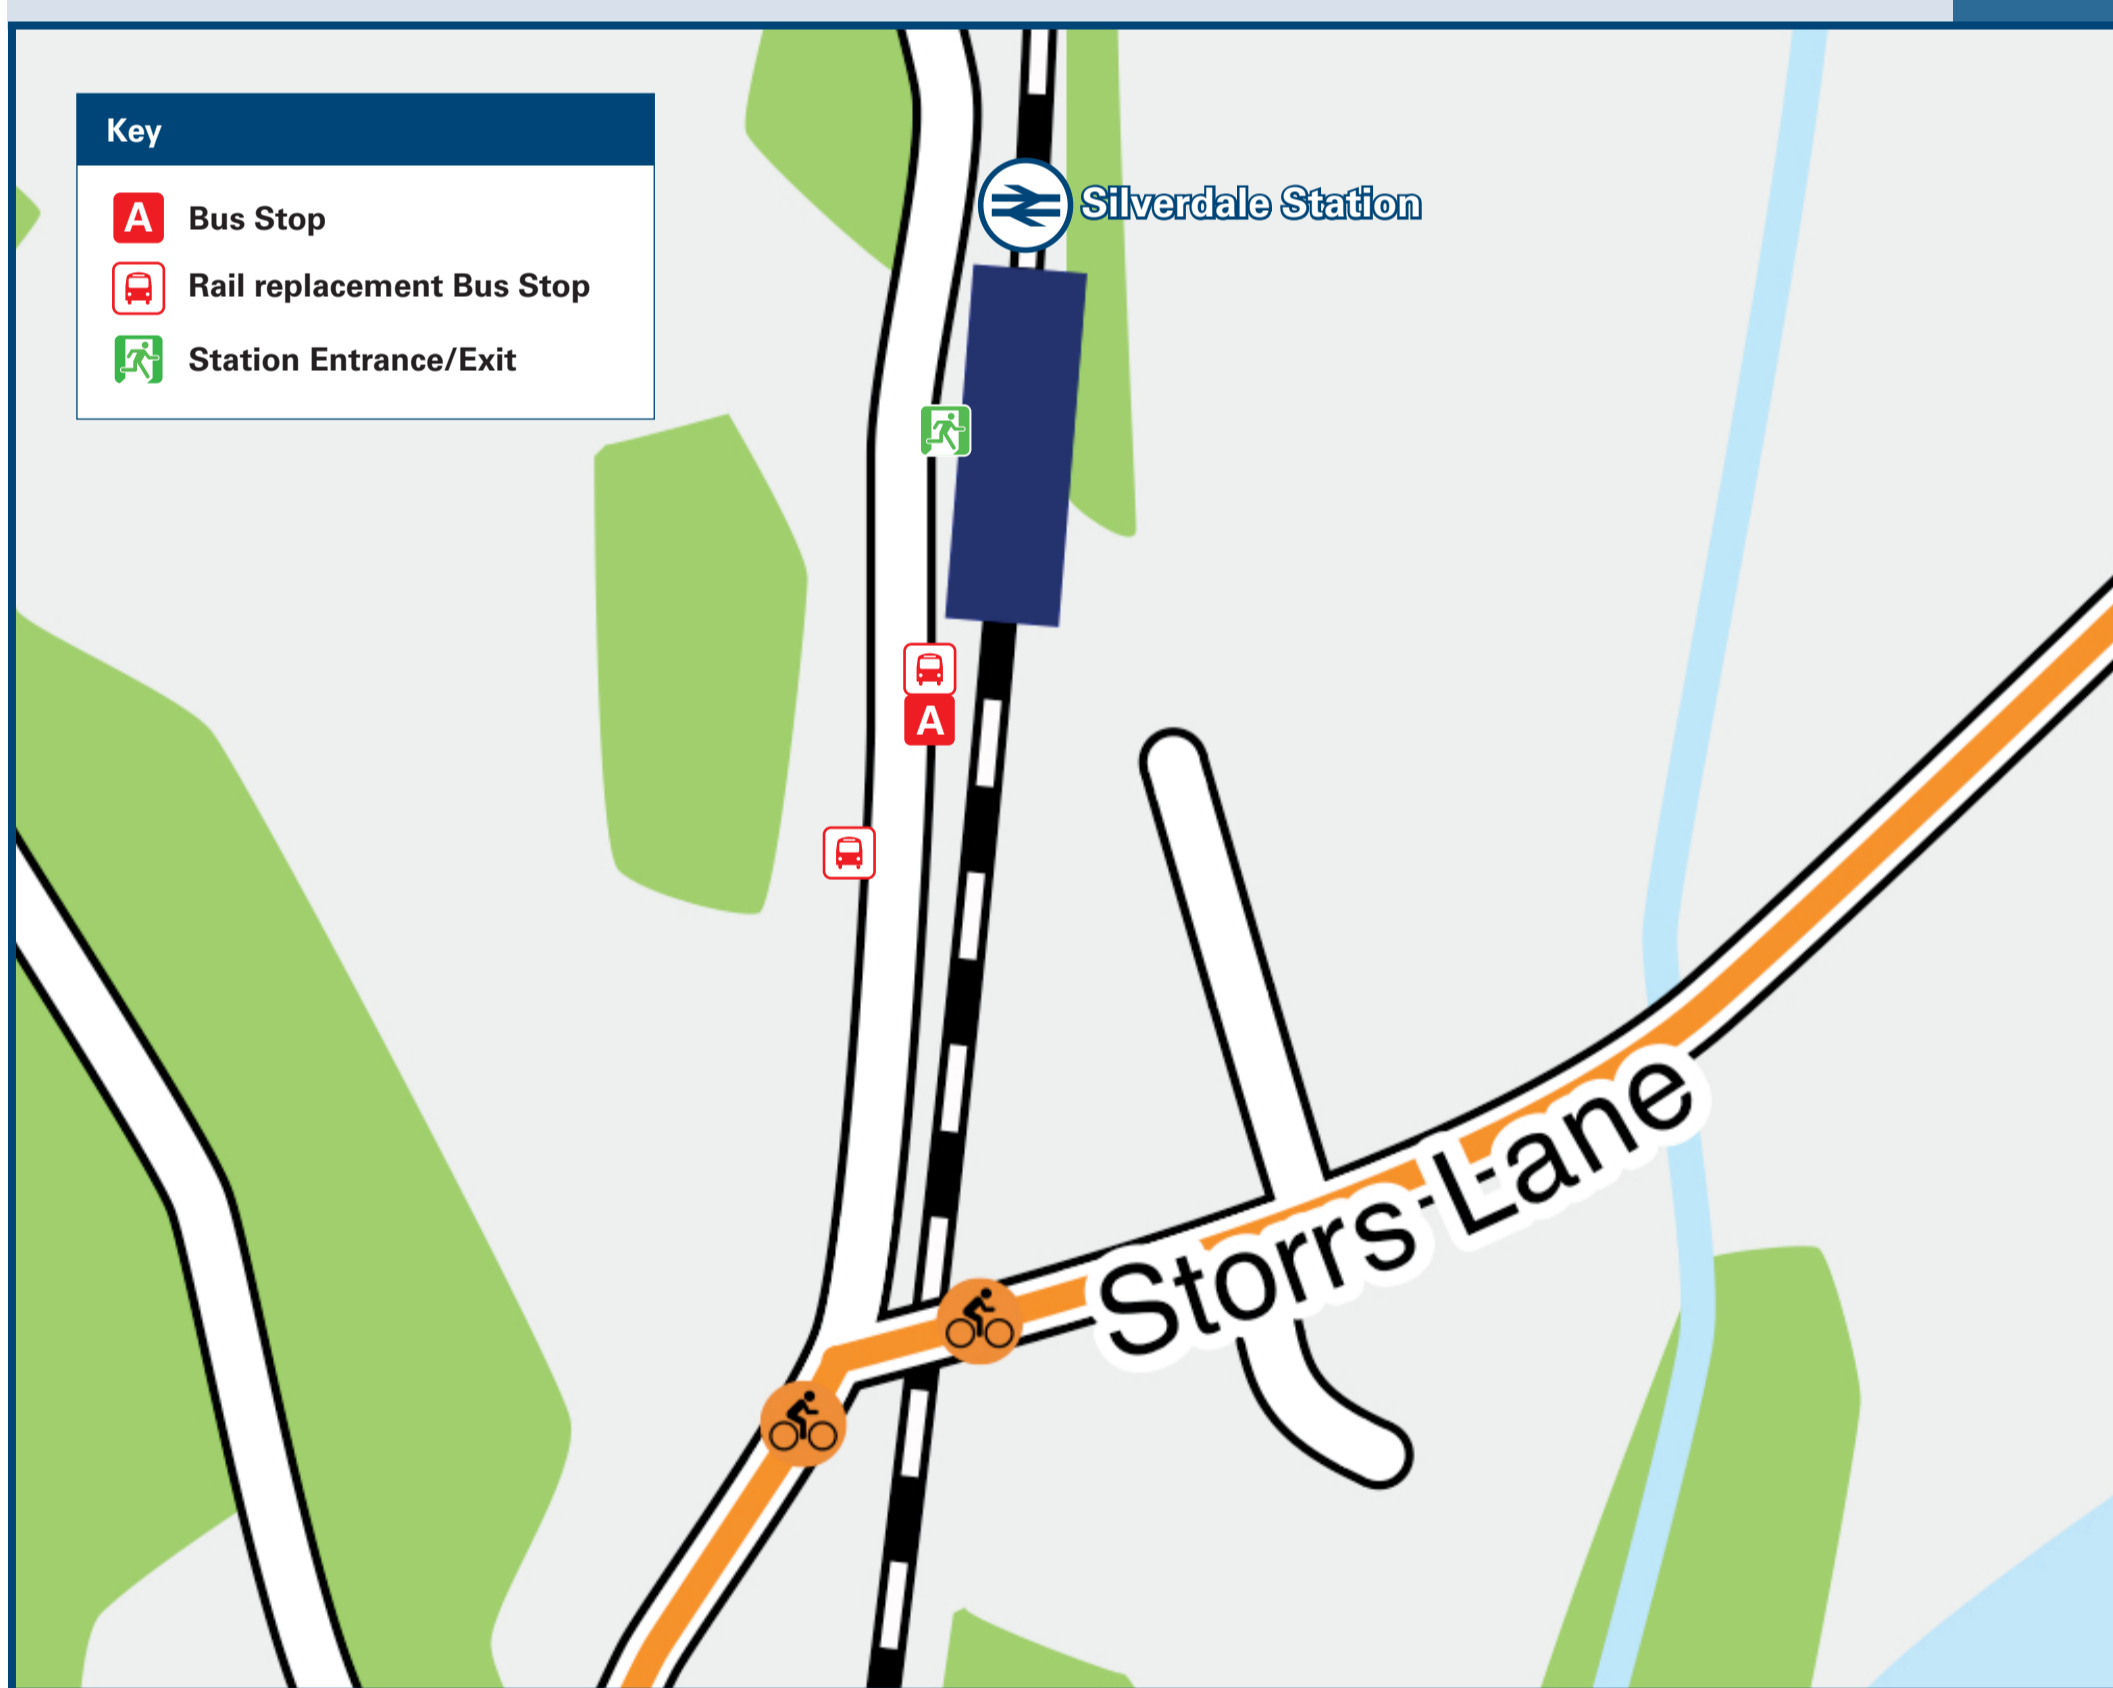 Key
A Bus Stop
Rail replacement Bus Stop
Station Entrance/Exit
Silverdale Station
A
Storrs Lane